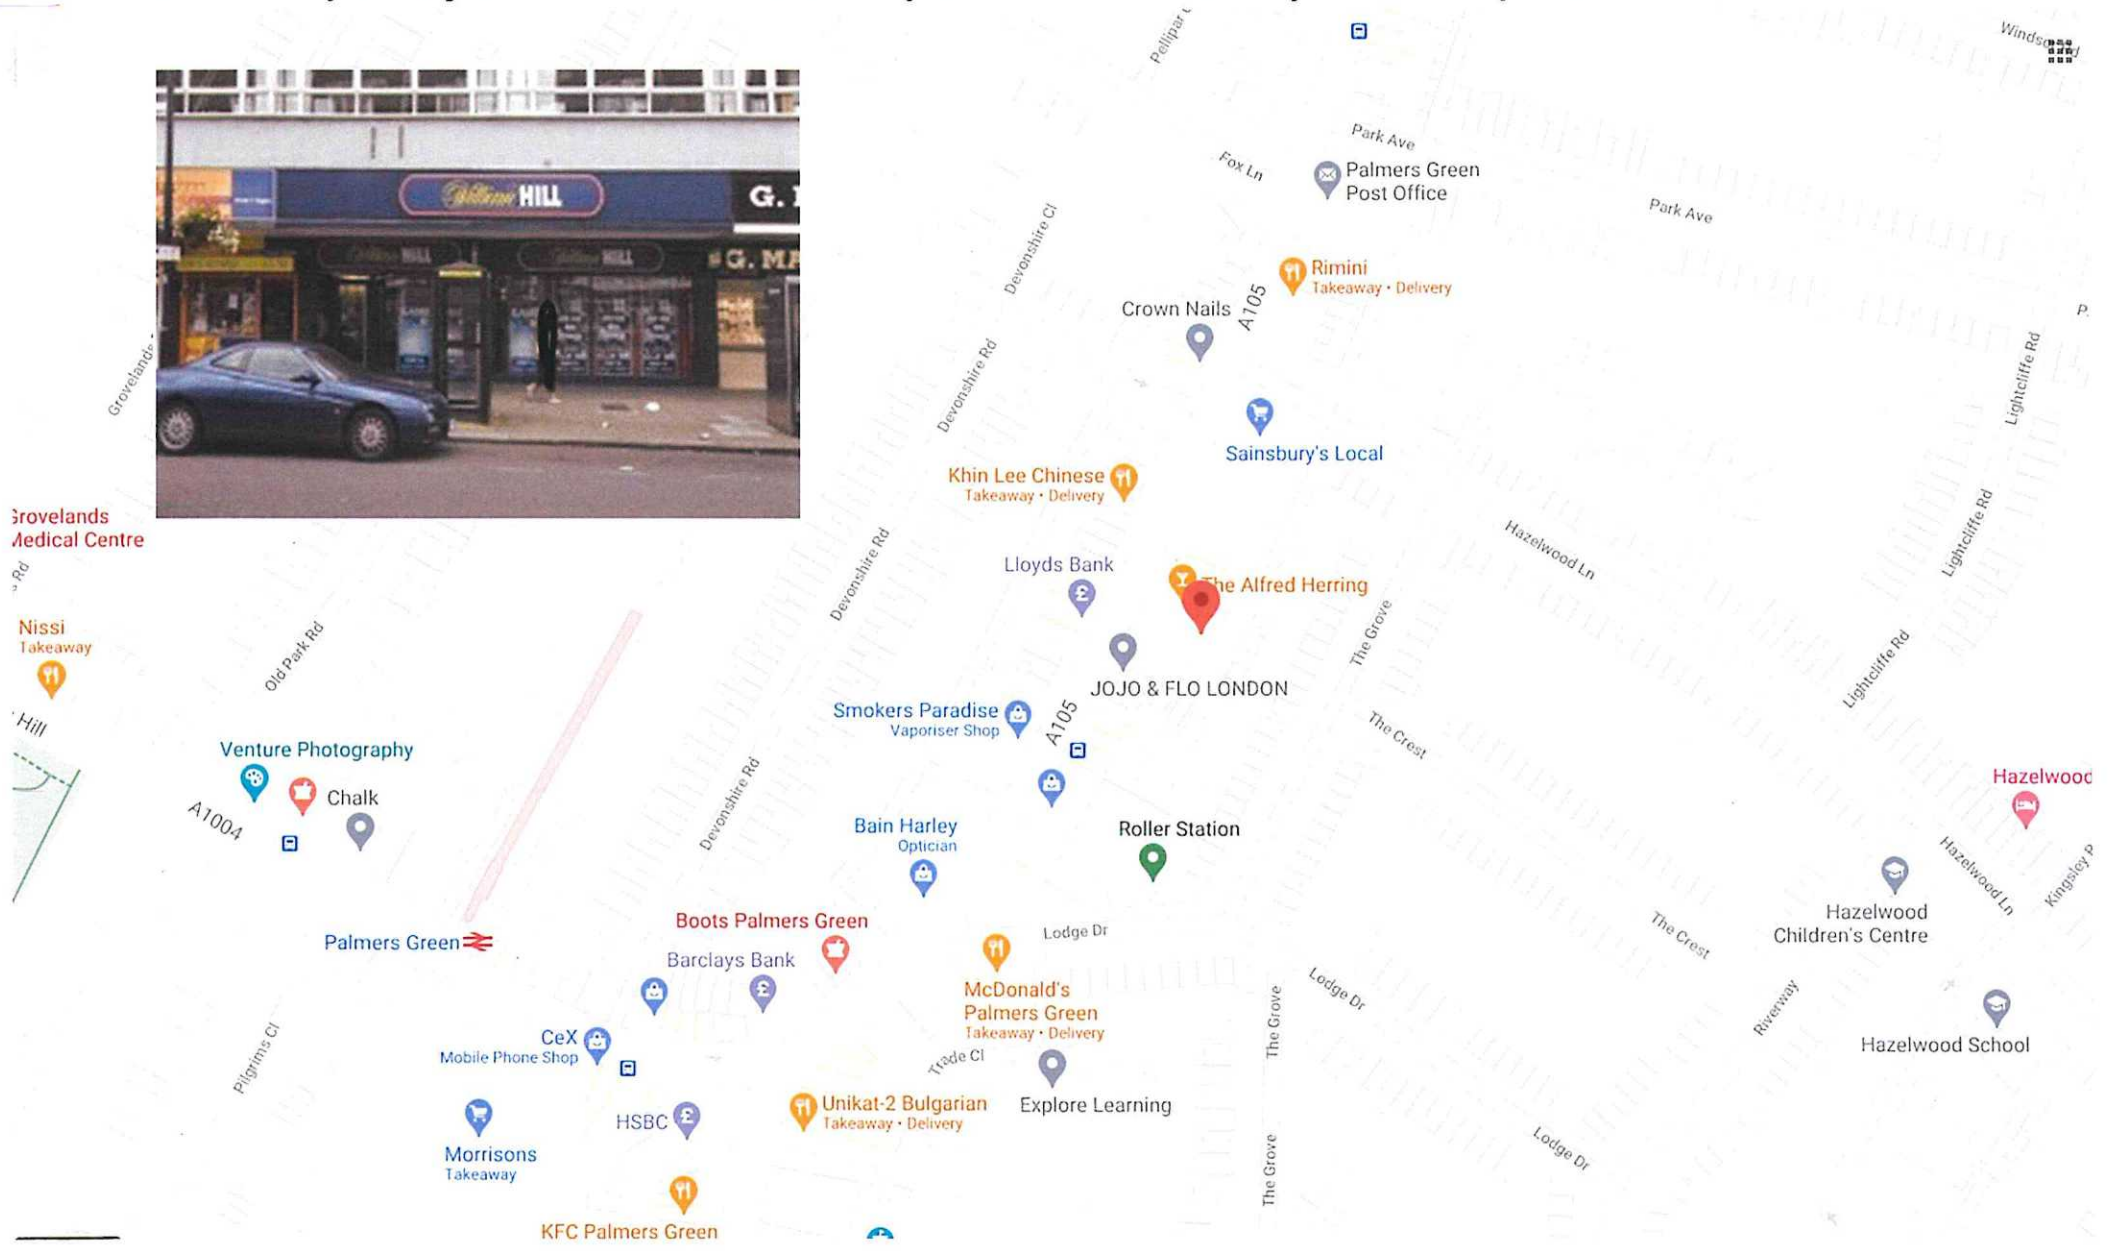 Pellipar
Windso
Park Ave
Fox Ln
Palmers Green
Post Office
Park Ave
Devonshire Cl
Rimini
Takeaway • Delivery
A105
Crown Nails
William HILL
G.
HILL
HILL
G. MA
P.
Lightcliffe Rd
Grovelands
Devonshire Rd
Sainsbury's Local
Khin Lee Chinese
Takeaway • Delivery
Grovelands
Medical Centre
Rd
Hazelwood Ln
Lightcliffe Rd
Devonshire Rd
Lloyds Bank
The Alfred Herring
The Grove
Nissi
Takeaway
Old Park Rd
Lightcliffe Rd
JOJO & FLO LONDON
Hill
Smokers Paradise
Vaporiser Shop
A105
The Crest
Venture Photography
Chalk
A1004
Devonshire Rd
Hazelwood
Bain Harley
Optician
Roller Station
Hazelwood Ln
Kingsley P
Hazelwood
Children's Centre
Boots Palmers Green
Lodge Dr
The Crest
Palmers Green
Barclays Bank
McDonald's
Palmers Green
Takeaway • Delivery
Lodge Dr
The Grove
Riverway
Pilgrims Cl
CeX
Mobile Phone Shop
Trade Cl
Hazelwood School
Unikat-2 Bulgarian
Takeaway • Delivery
Explore Learning
HSBC
Morrisons
Takeaway
Lodge Dr
The Grove
KFC Palmers Green